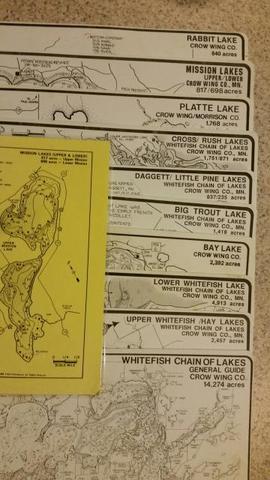 RABBIT LAKE
CROW WING CO.
840 acres
MISSION LAKES
UPPER/LOWER
CROW WING CO., MN.
817/698 acres
PLATTE LAKE
CROW WING/MORRISON CO.
1,768 acres
CROSS/ RUSH LAKES
WHITEFISH CHAIN OF LAKES
CROW WING CO., MN.
1,751/871 acres
DAGGETT/ LITTLE PINE LAKES
WHITEFISH CHAIN OF LAKES
CROW WING CO., MN.
BIG TROUT LAKE
WHITEFISH CHAIN OF LAKES
CROW WING CO., MN.
BAY LAKE
CROW WING CO.
2,392 acres
LOWER WHITEFISH LAKE
WHITEFISH CHAIN OF LAKES
CROW WING CO., MN.
4,913 acres
UPPER WHITEFISH /HAY LAKES
WHITEFISH CHAIN OF LAKES
CROW WING CO., MN.
2,457 acres
WHITEFISH CHAIN OF LAKES
GENERAL GUIDE
CROW WING CO.
14,274 acres
MISSION LAKES (UPPER & LOWER)